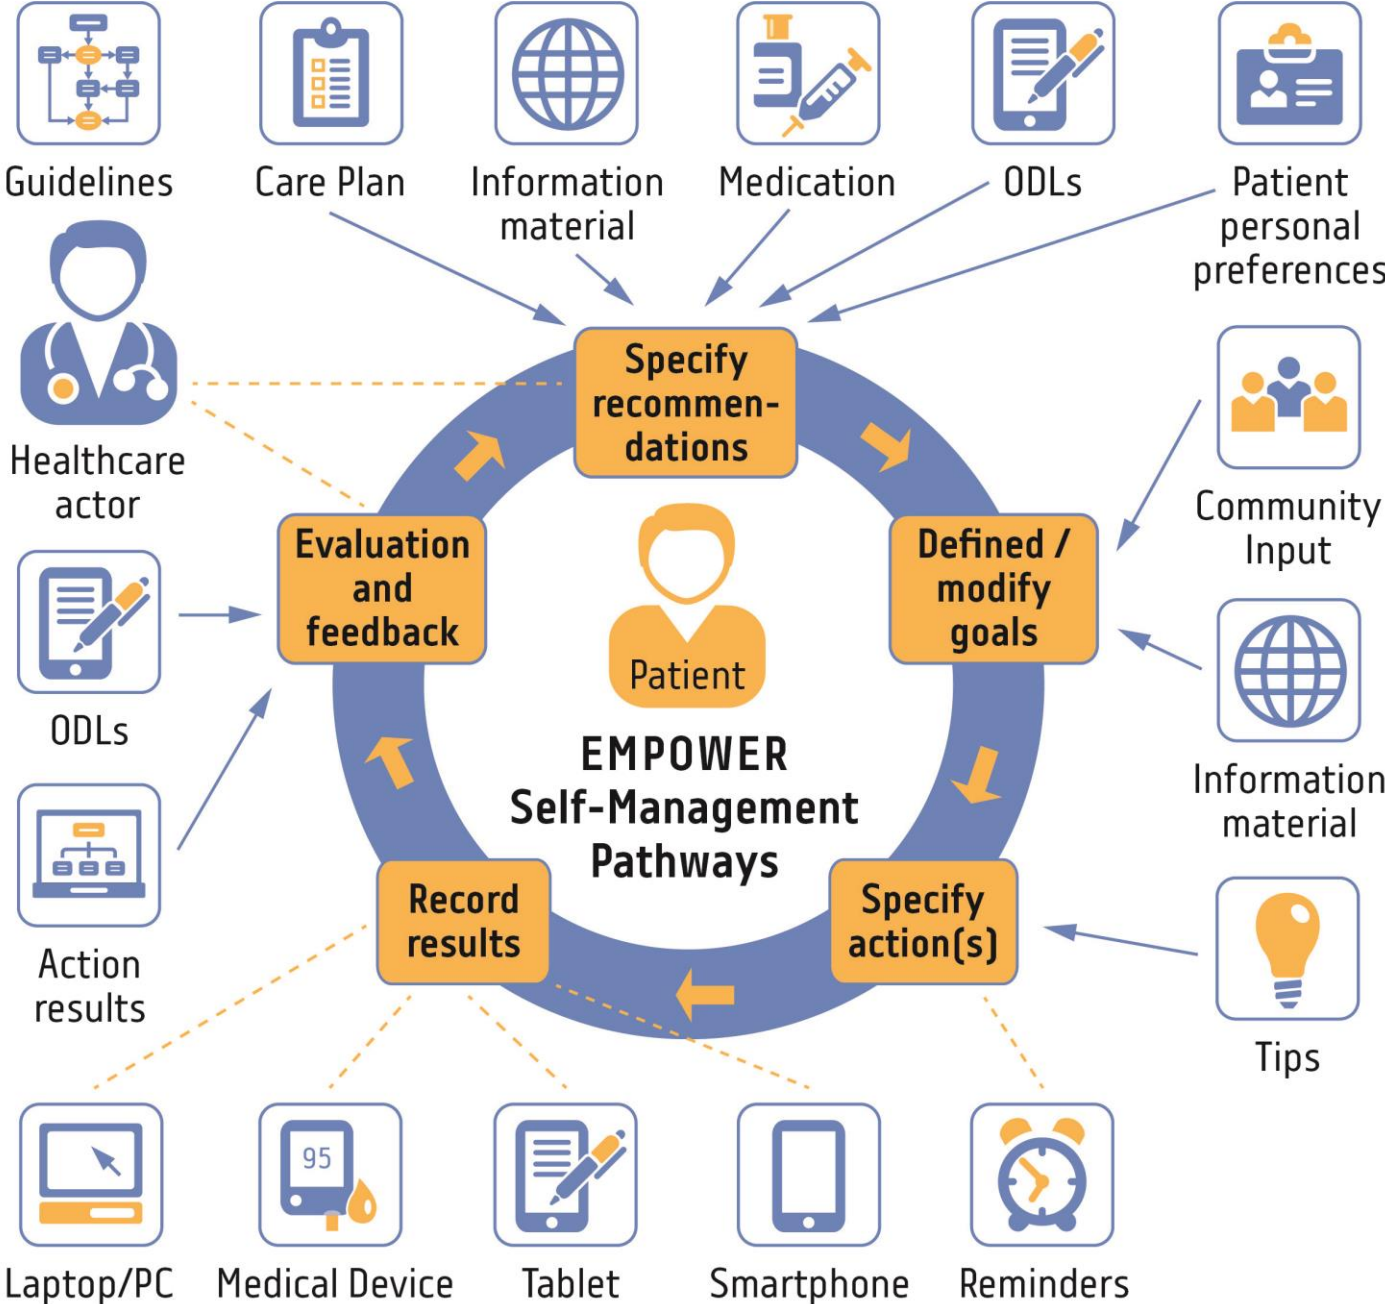 Guidelines
Care Plan
Information
material
Medication
ODLs
Patient
personal
preferences
Healthcare
actor
Specify
recommen-
dations
Community
Input
Evaluation
and
feedback
Defined /
modify
goals
Patient
EMPOWER
Self-Management
Pathways
ODLs
Information
material
Action
results
Record
results
Specify
action(s)
Tips
95
Laptop/PC
Medical Device
Tablet
Smartphone
Reminders